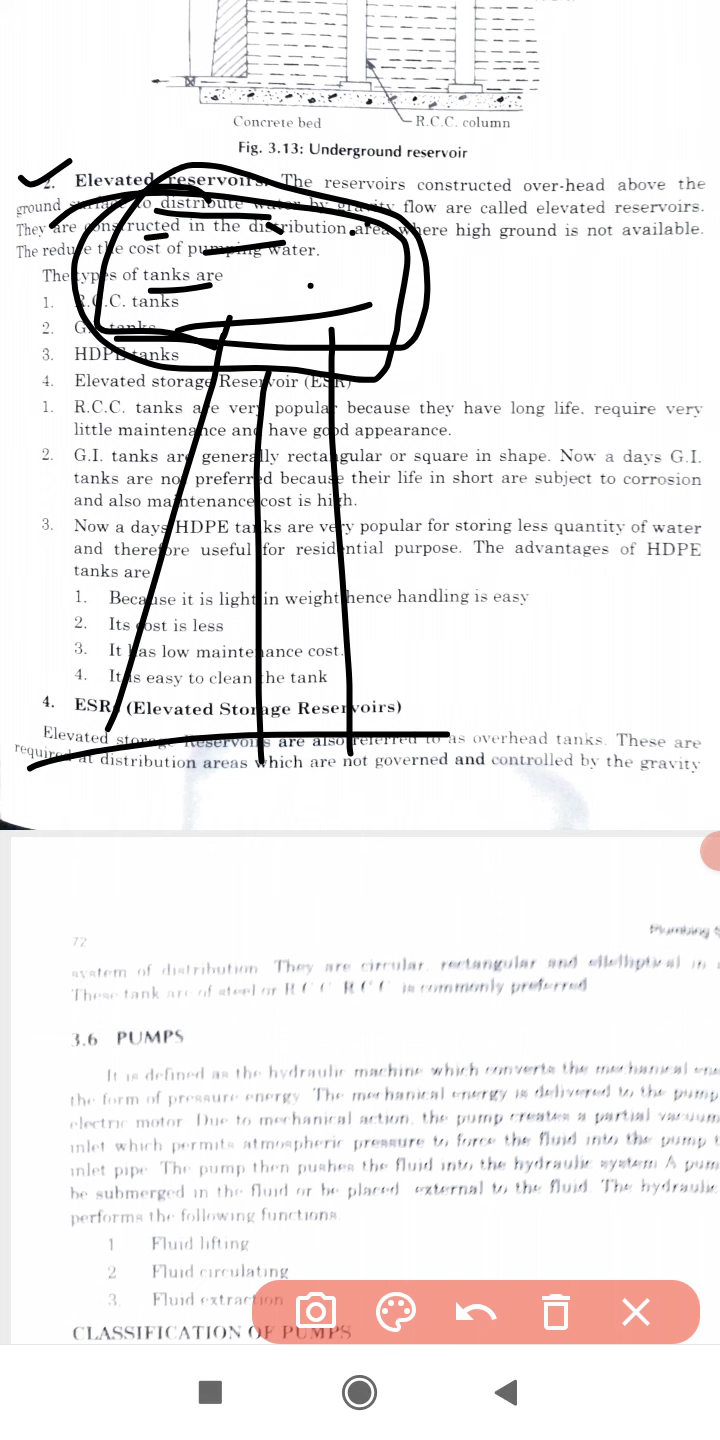 Concrete bed
R.C.C. column
Fig. 3.13: Underground reservoir
2. Elevated reservoirs: The reservoirs constructed over-head above the
ground surface to distribute water by gravity flow are called elevated reservoirs.
They are constructed in the distribution area where high ground is not available.
The reduce the cost of pumping water.
The types of tanks are
1. R.C.C. tanks
2. G.I. tanks
3. HDPE tanks
4. Elevated storage Reservoir (ESR)
1. R.C.C. tanks are very popular because they have long life. require very
little maintenance and have good appearance.
2. G.I. tanks are generally rectangular or square in shape. Now a days G.I.
tanks are not preferred because their life in short are subject to corrosion
and also maintenance cost is high.
3. Now a days HDPE tanks are very popular for storing less quantity of water
and therefore useful for residential purpose. The advantages of HDPE
tanks are
1. Because it is light in weight hence handling is easy
2. Its cost is less
3. It has low maintenance cost.
4. It is easy to clean the tank
4. ESR (Elevated Storage Reservoirs)
Elevated storage Reservoirs are also referred to as overhead tanks. These are
required at distribution areas which are not governed and controlled by the gravity
72
Plumbing
system of distribution. They are circular, rectangular and ellelliptical in
These tank are of steel or R C C R C C is commonly preferred
3.6 PUMPS
It is defined as the hydraulic machine which converts the mechanical
the form of pressure energy. The mechanical energy is delivered to the pump
electric motor. Due to mechanical action, the pump creates a partial vacuum
inlet which permits atmospheric pressure to force the fluid into the pump
inlet pipe. The pump then pushes the fluid into the hydraulic system. A
be submerged in the fluid or be placed external to the fluid. The hydraulic
performs the following functions
1 Fluid lifting
2 Fluid circulating
3. Fluid extraction
CLASSIFICATION OF PUMPS